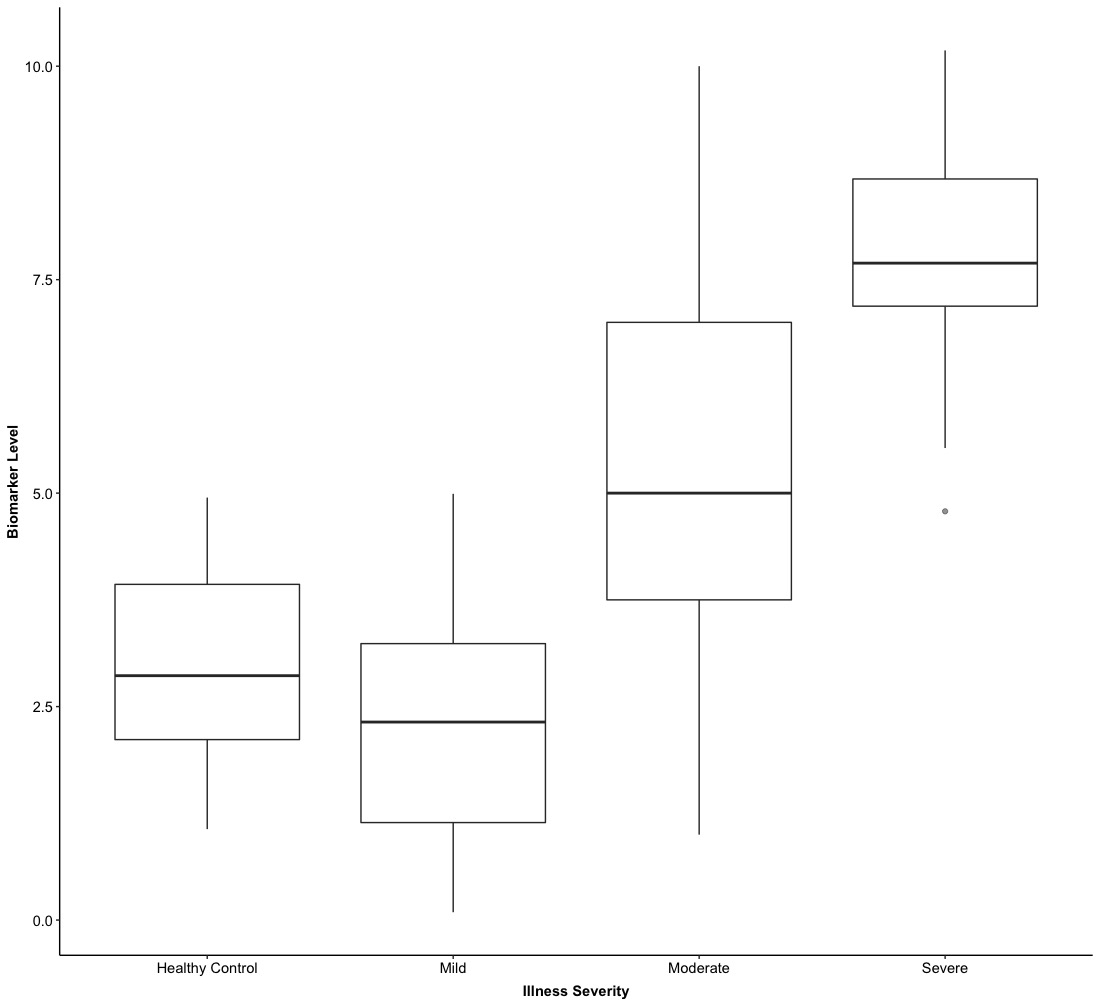 Biomarker Level
10.0
7.5
5.0
2.5
0.0
Healthy Control
Mild
Moderate
Severe
Illness Severity